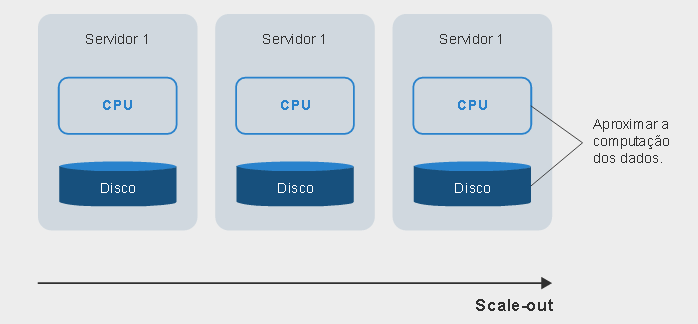 Servidor 1
Servidor 1
Servidor 1
CPU
CPU
CPU
Aproximar a
computação
dos dados.
Disco
Disco
Disco
Scale-out